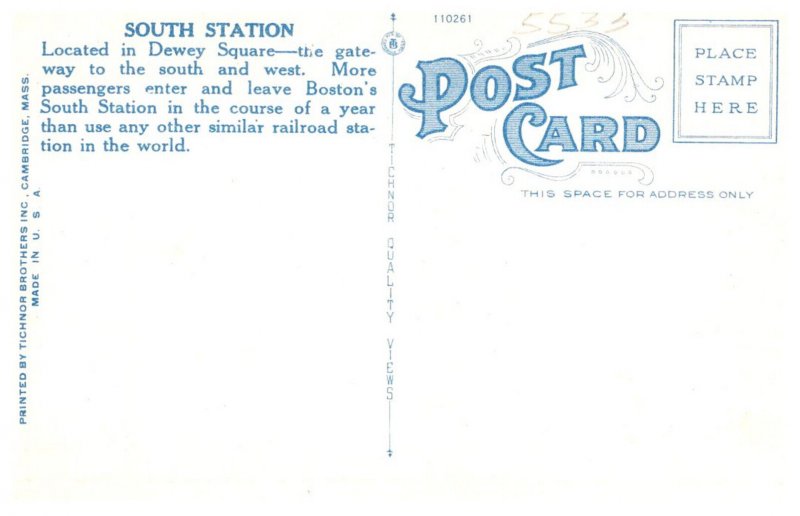 SOUTH STATION
Located in Dewey Square—the gate-
way to the south and west. More
passengers enter and leave Boston's
South Station in the course of a year
than use any other similar railroad sta-
tion in the world.
PRINTED BY TICHNOR BROTHERS INC., CAMBRIDGE, MASS.
MADE IN U. S A
TICHNOR QUALITY VIEWS
110261
5533
POST
CARD
PLACE
STAMP
HERE
THIS SPACE FOR ADDRESS ONLY